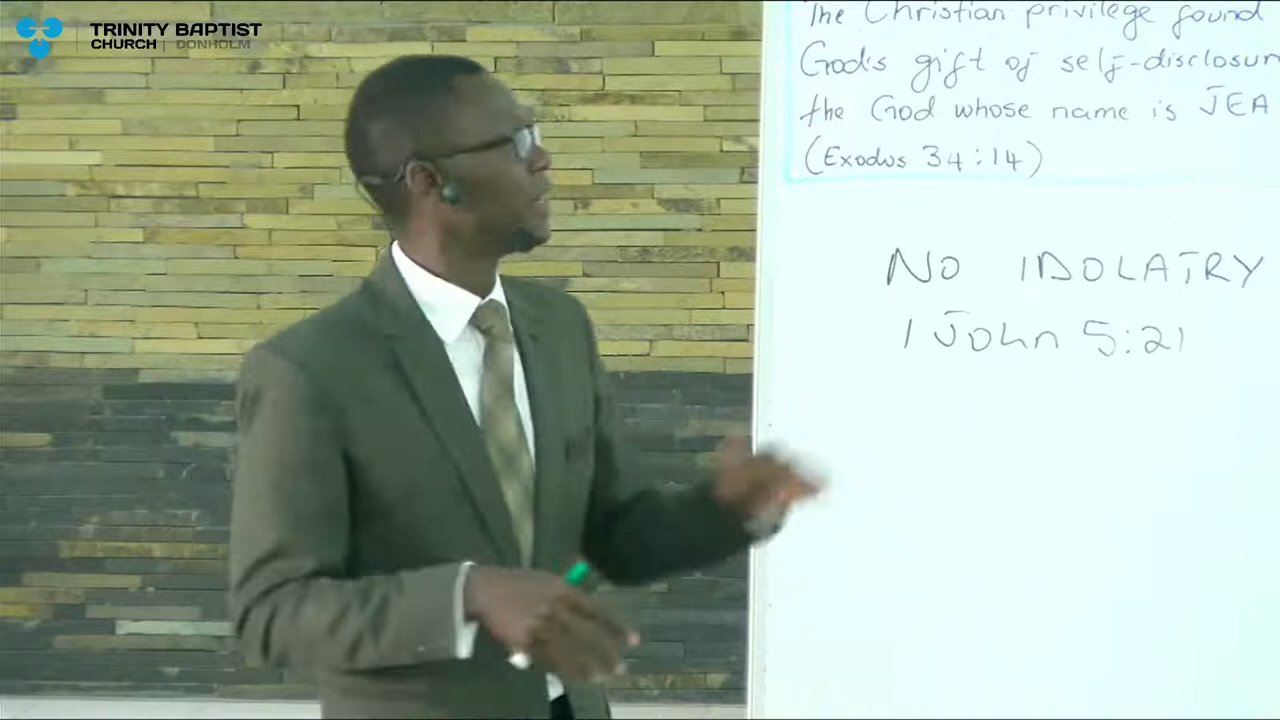 TRINITY BAPTIST
CHURCH | DONHOLM
The Christian privilege found
God's gift of self-disclosur
the God whose name is JEA
(Exodus 34:14)
NO IDOLATRY
1 John 5:21